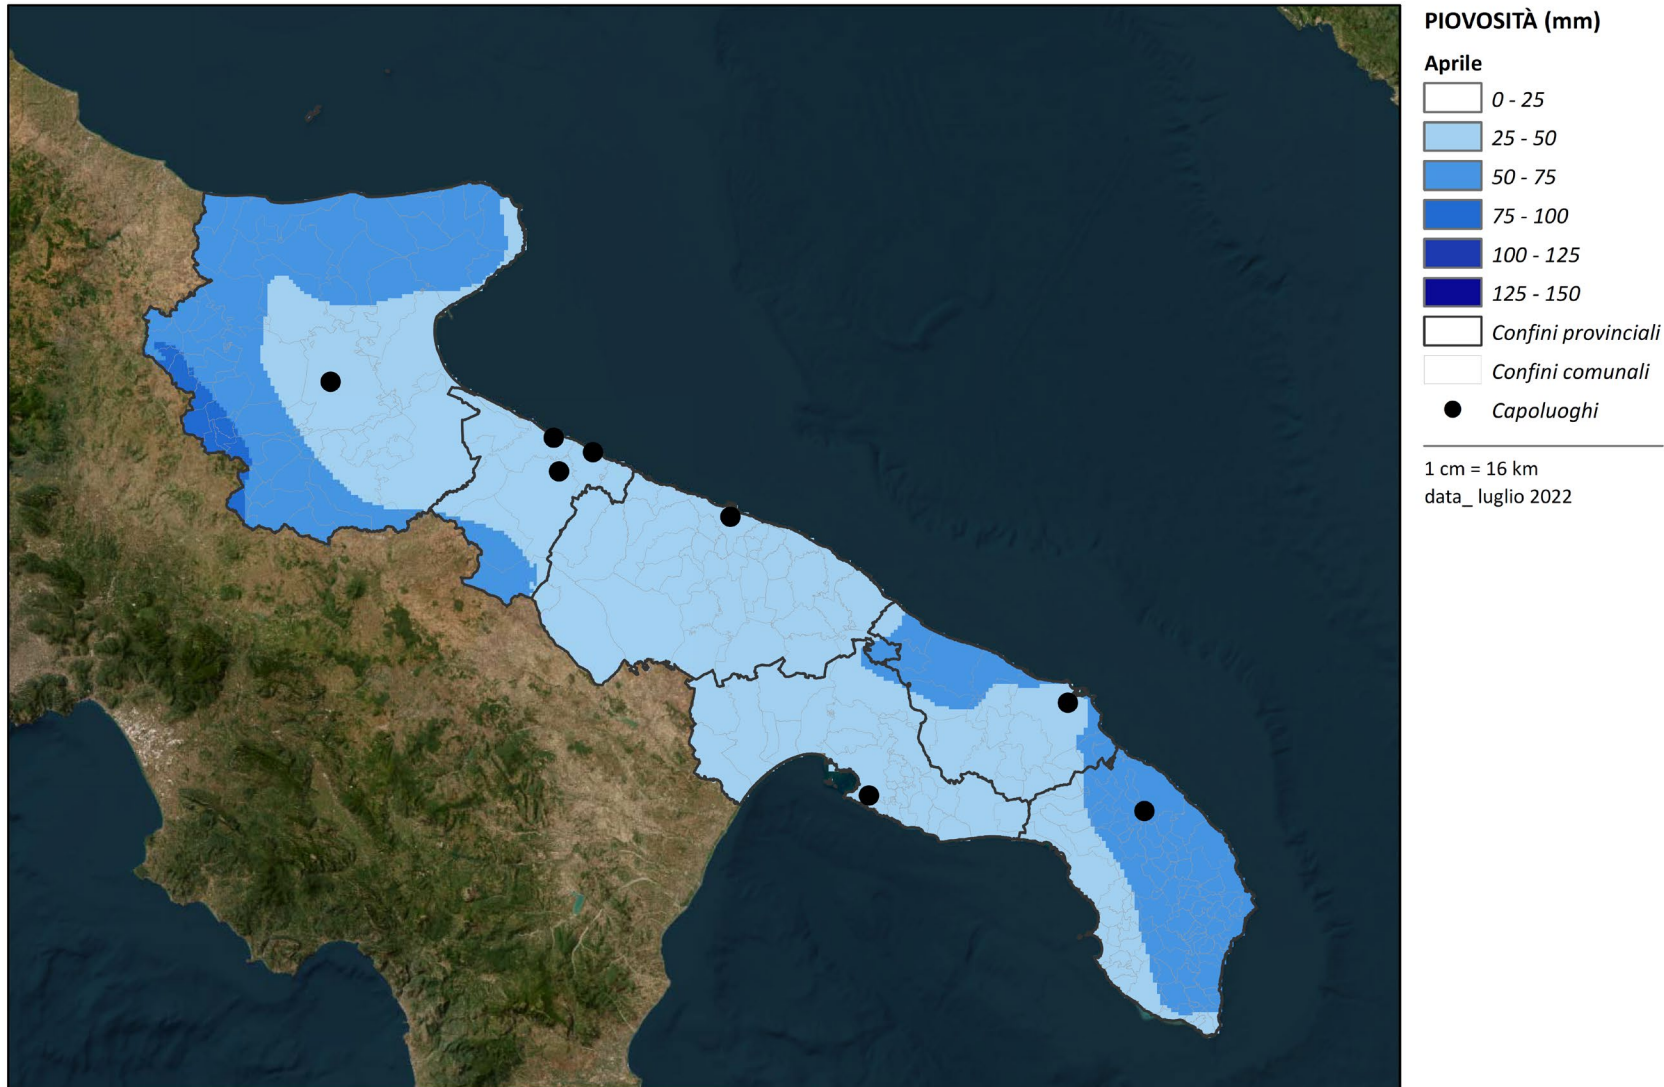 PIOVOSITÀ (mm)
Aprile
0 - 25
25 - 50
50 - 75
75 - 100
100 - 125
125 - 150
Confini provinciali
Confini comunali
Capoluoghi
1 cm = 16 km
data_ luglio 2022